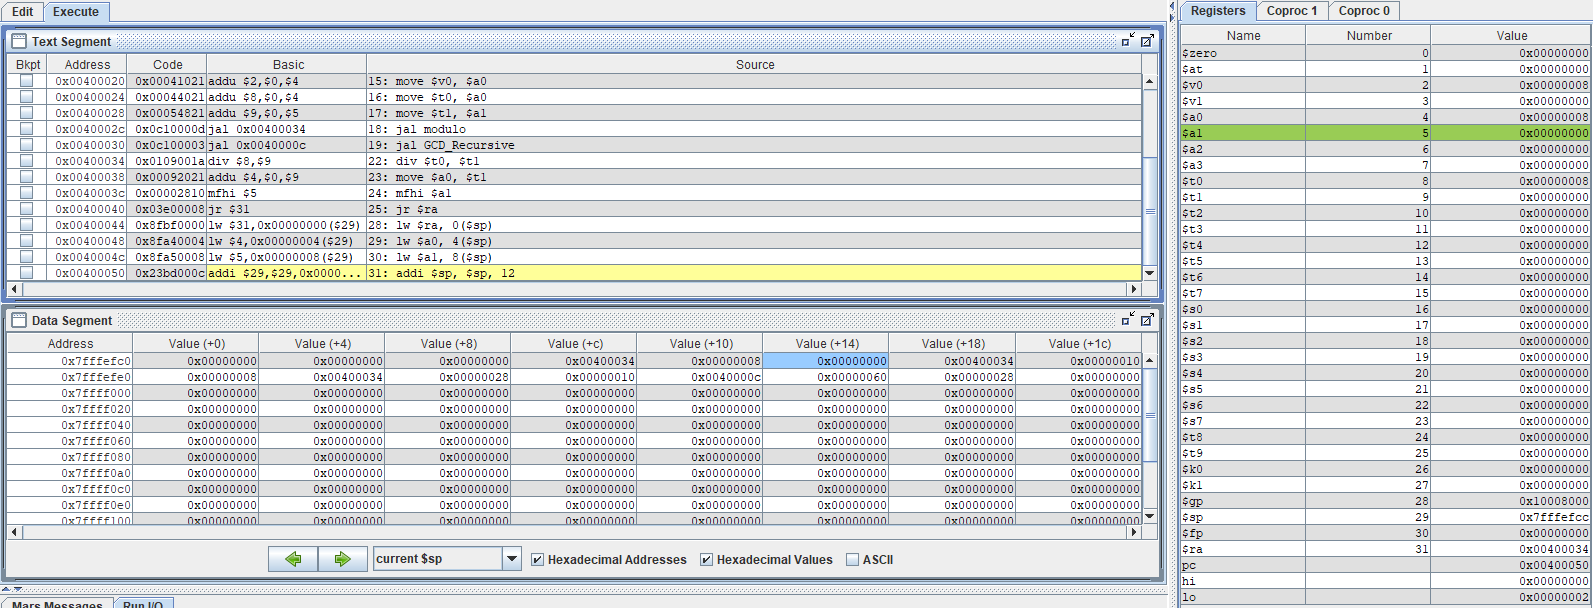 Edit Execute
Text Segment
Bkpt Address Code Basic Source
0x00400020 0x00041021 addu $2,$0,$4 15: move $v0, $a0
0x00400024 0x00044021 addu $8,$0,$4 16: move $t0, $a0
0x00400028 0x00054821 addu $9,$0,$5 17: move $t1, $a1
0x0040002c 0x0c10000d jal 0x00400034 18: jal modulo
0x00400030 0x0c100003 jal 0x0040000c 19: jal GCD_Recursive
0x00400034 0x0109001a div $8,$9 22: div $t0, $t1
0x00400038 0x00092021 addu $4,$0,$9 23: move $a0, $t1
0x0040003c 0x00002810 mfhi $5 24: mfhi $a1
0x00400040 0x03e00008 jr $31 25: jr $ra
0x00400044 0x8fbf0000 lw $31,0x00000000($29) 28: lw $ra, 0($sp)
0x00400048 0x8fa40004 lw $4,0x00000004($29) 29: lw $a0, 4($sp)
0x0040004c 0x8fa50008 lw $5,0x00000008($29) 30: lw $a1, 8($sp)
0x00400050 0x23bd000c addi $29,$29,0x0000... 31: addi $sp, $sp, 12
Data Segment
Address Value (+0) Value (+4) Value (+8) Value (+c) Value (+10) Value (+14) Value (+18) Value (+1c)
0x7fffefc0 0x00000000 0x00000000 0x00000000 0x00400034 0x00000008 0x00000000 0x00400034 0x00000010
0x7fffefe0 0x00000008 0x00400034 0x00000028 0x00000010 0x0040000c 0x00000060 0x00000028 0x00000000
0x7ffff000 0x00000000 0x00000000 0x00000000 0x00000000 0x00000000 0x00000000 0x00000000 0x00000000
0x7ffff020 0x00000000 0x00000000 0x00000000 0x00000000 0x00000000 0x00000000 0x00000000 0x00000000
0x7ffff040 0x00000000 0x00000000 0x00000000 0x00000000 0x00000000 0x00000000 0x00000000 0x00000000
0x7ffff060 0x00000000 0x00000000 0x00000000 0x00000000 0x00000000 0x00000000 0x00000000 0x00000000
0x7ffff080 0x00000000 0x00000000 0x00000000 0x00000000 0x00000000 0x00000000 0x00000000 0x00000000
0x7ffff0a0 0x00000000 0x00000000 0x00000000 0x00000000 0x00000000 0x00000000 0x00000000 0x00000000
0x7ffff0c0 0x00000000 0x00000000 0x00000000 0x00000000 0x00000000 0x00000000 0x00000000 0x00000000
0x7ffff0e0 0x00000000 0x00000000 0x00000000 0x00000000 0x00000000 0x00000000 0x00000000 0x00000000
0x7ffff100 0x00000000 0x00000000 0x00000000 0x00000000 0x00000000 0x00000000 0x00000000 0x00000000
current $sp Hexadecimal Addresses Hexadecimal Values ASCII
Mars Messages Run I/O
Registers Coproc 1 Coproc 0
Name Number Value
$zero 0 0x00000000
$at 1 0x00000000
$v0 2 0x00000008
$v1 3 0x00000000
$a0 4 0x00000008
$a1 5 0x00000000
$a2 6 0x00000000
$a3 7 0x00000000
$t0 8 0x00000008
$t1 9 0x00000000
$t2 10 0x00000000
$t3 11 0x00000000
$t4 12 0x00000000
$t5 13 0x00000000
$t6 14 0x00000000
$t7 15 0x00000000
$s0 16 0x00000000
$s1 17 0x00000000
$s2 18 0x00000000
$s3 19 0x00000000
$s4 20 0x00000000
$s5 21 0x00000000
$s6 22 0x00000000
$s7 23 0x00000000
$t8 24 0x00000000
$t9 25 0x00000000
$k0 26 0x00000000
$k1 27 0x00000000
$gp 28 0x10008000
$sp 29 0x7fffefcc
$fp 30 0x00000000
$ra 31 0x00400034
pc 0x00400050
hi 0x00000000
lo 0x00000002